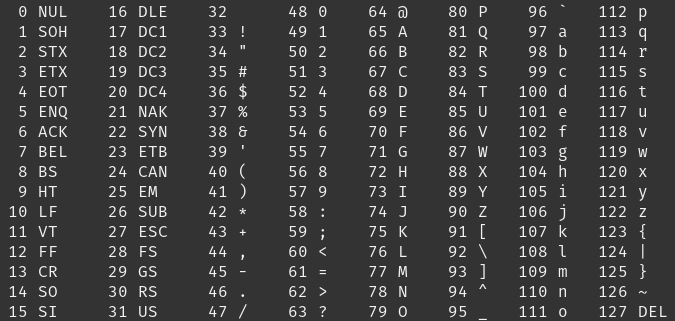 0 NUL 16 DLE 32 48 0 64 @ 80 P 96 ` 112 p
1 SOH 17 DC1 33 ! 49 1 65 A 81 Q 97 a 113 q
2 STX 18 DC2 34 " 50 2 66 B 82 R 98 b 114 r
3 ETX 19 DC3 35 # 51 3 67 C 83 S 99 c 115 s
4 EOT 20 DC4 36 $ 52 4 68 D 84 T 100 d 116 t
5 ENQ 21 NAK 37 % 53 5 69 E 85 U 101 e 117 u
6 ACK 22 SYN 38 & 54 6 70 F 86 V 102 f 118 v
7 BEL 23 ETB 39 ' 55 7 71 G 87 W 103 g 119 w
8 BS 24 CAN 40 ( 56 8 72 H 88 X 104 h 120 x
9 HT 25 EM 41 ) 57 9 73 I 89 Y 105 i 121 y
10 LF 26 SUB 42 * 58 : 74 J 90 Z 106 j 122 z
11 VT 27 ESC 43 + 59 ; 75 K 91 [ 107 k 123 {
12 FF 28 FS 44 , 60 < 76 L 92 \ 108 l 124 |
13 CR 29 GS 45 - 61 = 77 M 93 ] 109 m 125 }
14 SO 30 RS 46 . 62 > 78 N 94 ^ 110 n 126 ~
15 SI 31 US 47 / 63 ? 79 O 95 _ 111 o 127 DEL